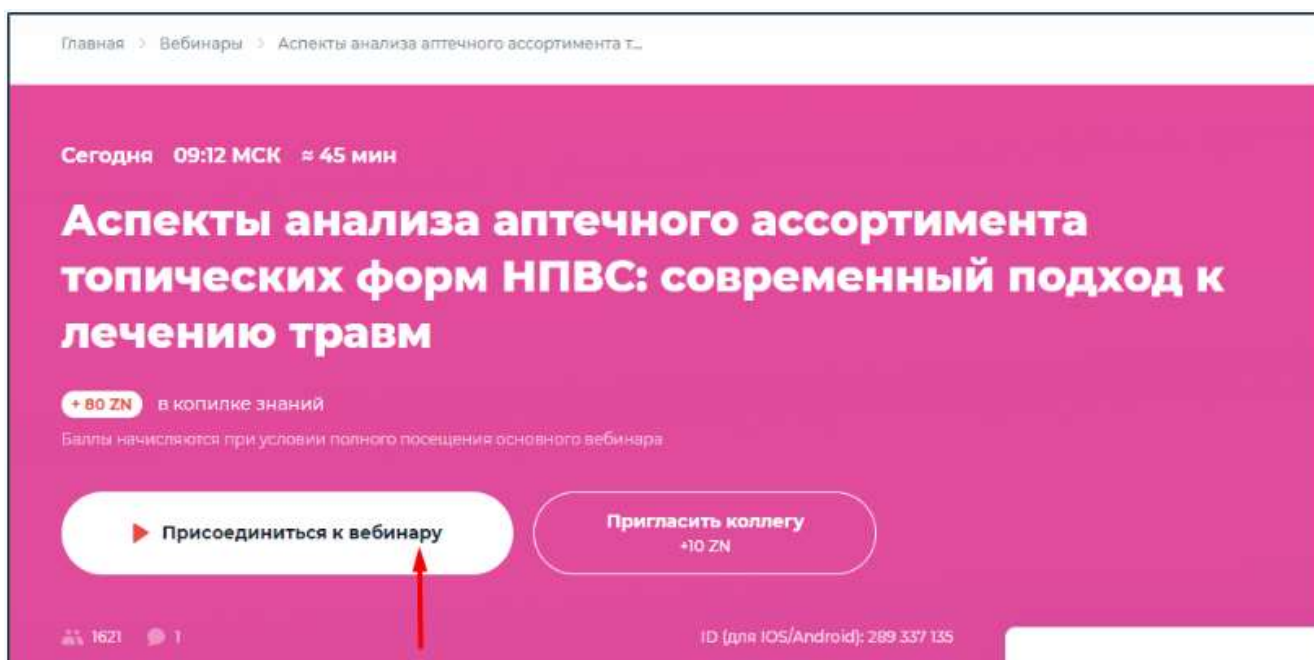 Главная > Вебинары > Аспекты анализа аптечного ассортимента т...
Сегодня 09:12 МСК ≈ 45 мин
Аспекты анализа аптечного ассортимента
топических форм НПВС: современный подход к
лечению травм
+ 80 ZN в копилке знаний
Баллы начисляются при условии полного посещения основного вебинара
Присоединиться к вебинару
Пригласить коллегу
+10 ZN
1621 1
ID (для IOS/Android): 289 337 135